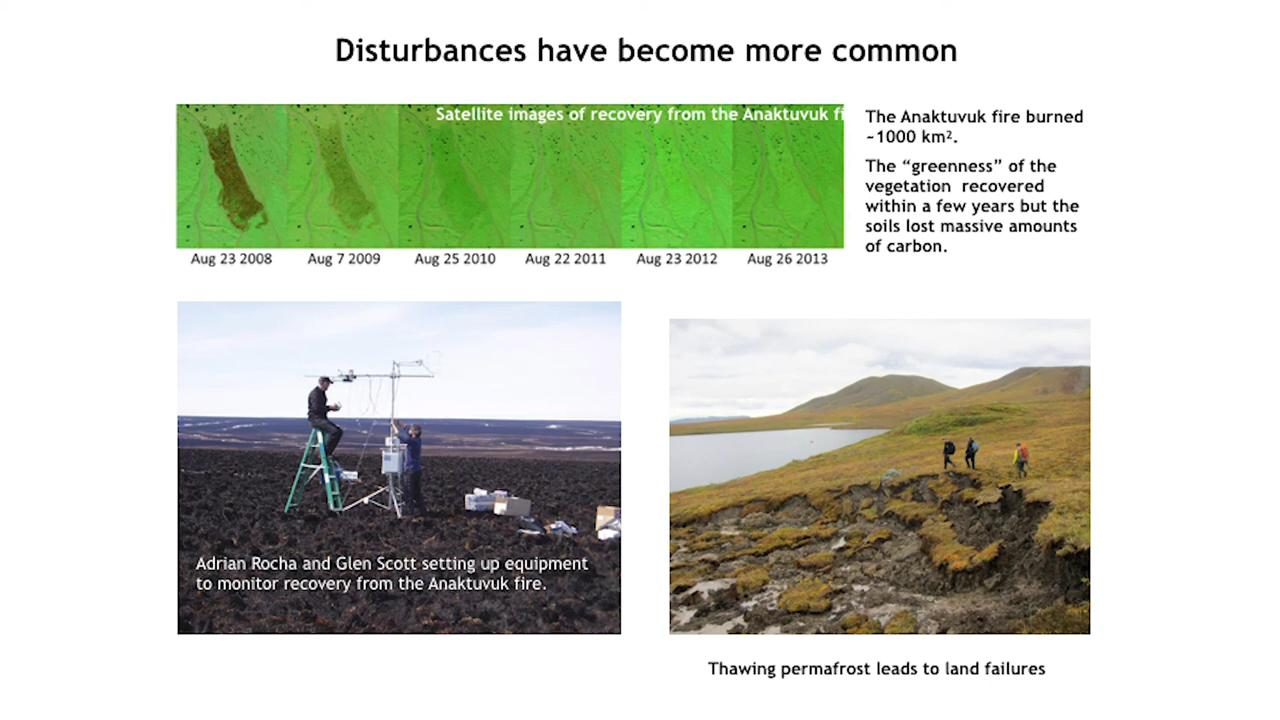 Disturbances have become more common
Satellite images of recovery from the Anaktuvuk fi
The Anaktuvuk fire burned
~1000 km².
The “greenness” of the
vegetation recovered
within a few years but the
soils lost massive amounts
of carbon.
Aug 23 2008
Aug 7 2009
Aug 25 2010
Aug 22 2011
Aug 23 2012
Aug 26 2013
Adrian Rocha and Glen Scott setting up equipment
to monitor recovery from the Anaktuvuk fire.
Thawing permafrost leads to land failures